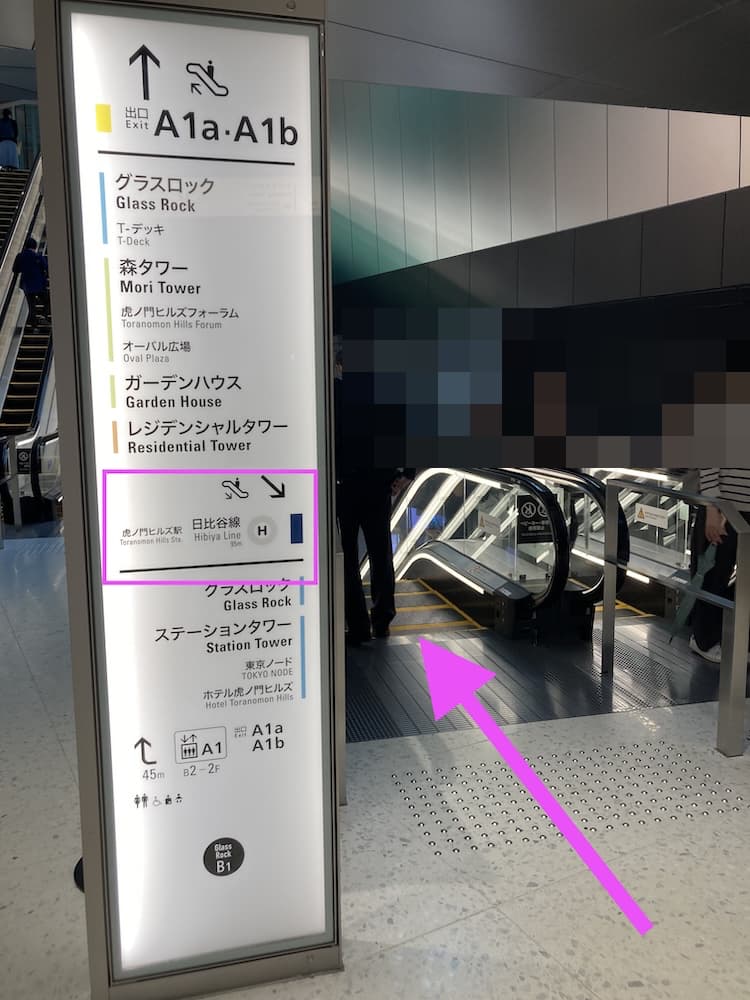 出口
Exit A1a・A1b
グラスロック
Glass Rock
T-デッキ
T-Deck
森タワー
Mori Tower
虎ノ門ヒルズフォーラム
Toranomon Hills Forum
オーバル広場
Oval Plaza
ガーデンハウス
Garden House
レジデンシャルタワー
Residential Tower
虎ノ門ヒルズ駅 日比谷線 H
Toranomon Hills Sta. Hibiya Line
95m
グラスロック
Glass Rock
ステーションタワー
Station Tower
東京ノード
TOKYO NODE
ホテル虎ノ門ヒルズ
Hotel Toranomon Hills
45m
A1
B2-2F
出口
Exit
A1a
A1b
Glass
Rock
B1